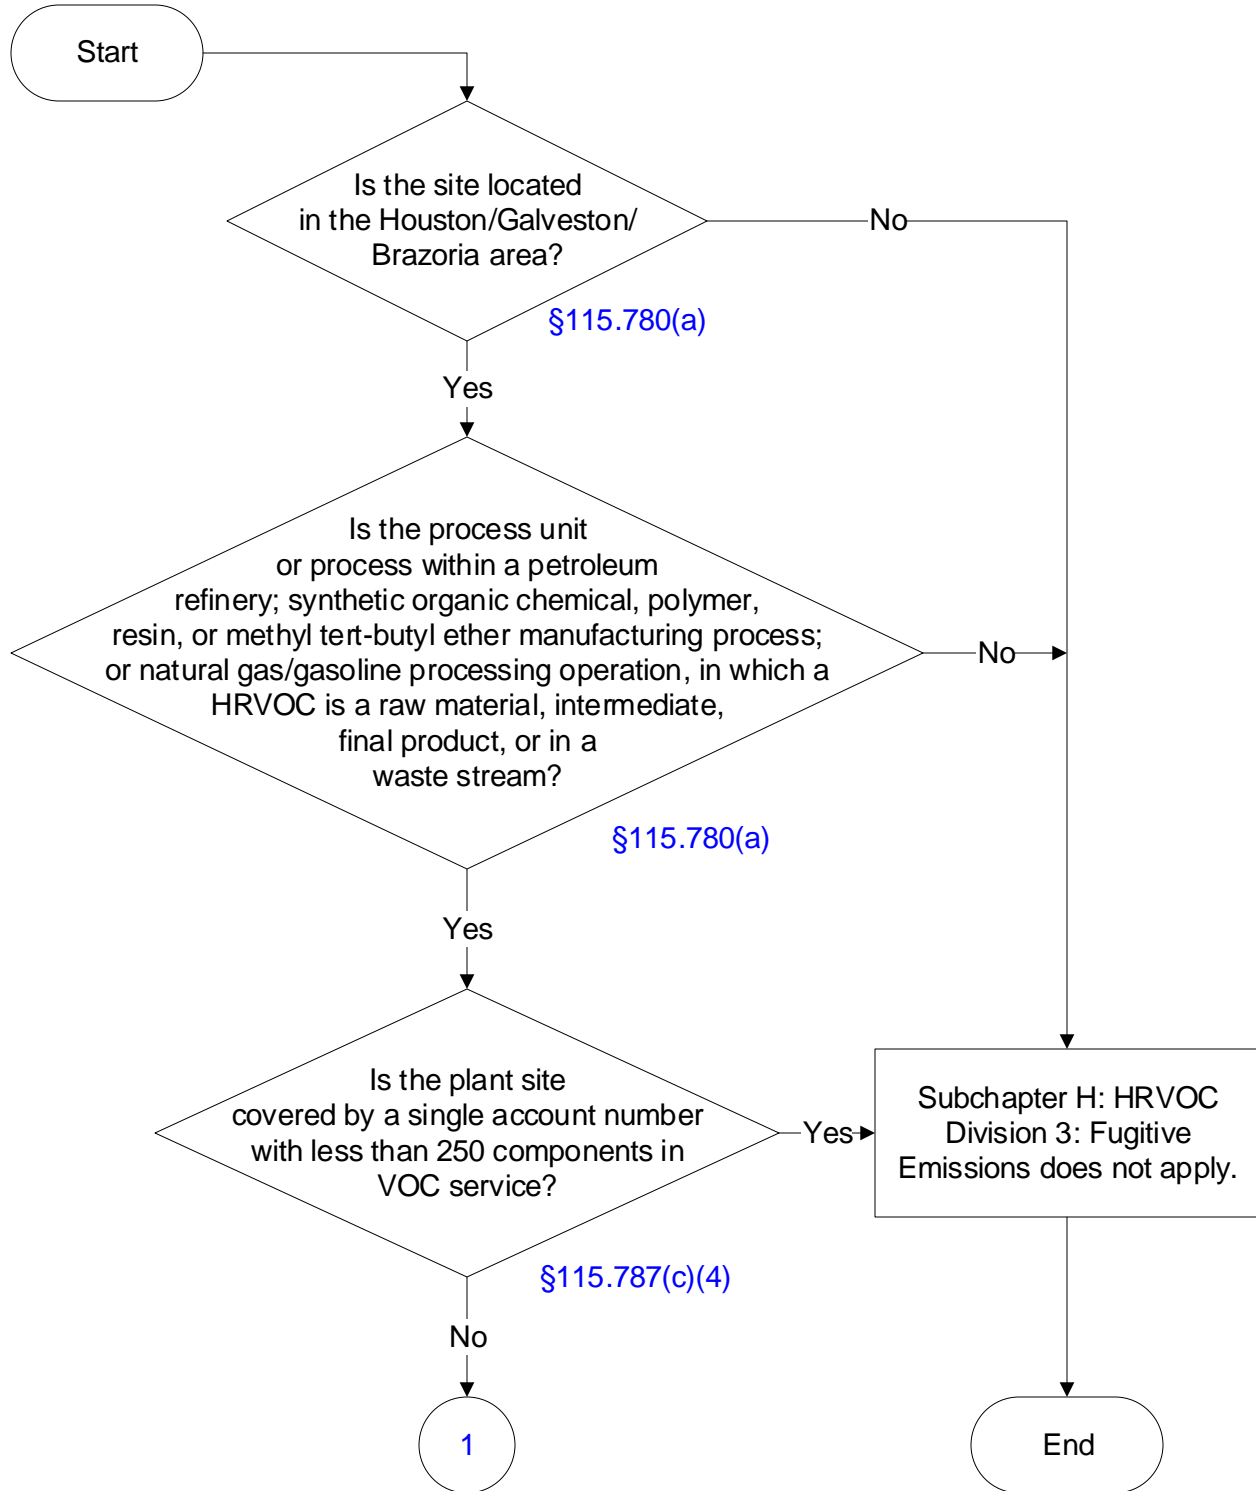 Start
Is the site located
in the Houston/Galveston/
Brazoria area?
No
§115.780(a)
Yes
Is the process unit
or process within a petroleum
refinery; synthetic organic chemical, polymer,
resin, or methyl tert-butyl ether manufacturing process;
or natural gas/gasoline processing operation, in which a
HRVOC is a raw material, intermediate,
final product, or in a
waste stream?
No
§115.780(a)
Yes
Is the plant site
covered by a single account number
with less than 250 components in
VOC service?
Yes
Subchapter H: HRVOC
Division 3: Fugitive
Emissions does not apply.
§115.787(c)(4)
No
1
End